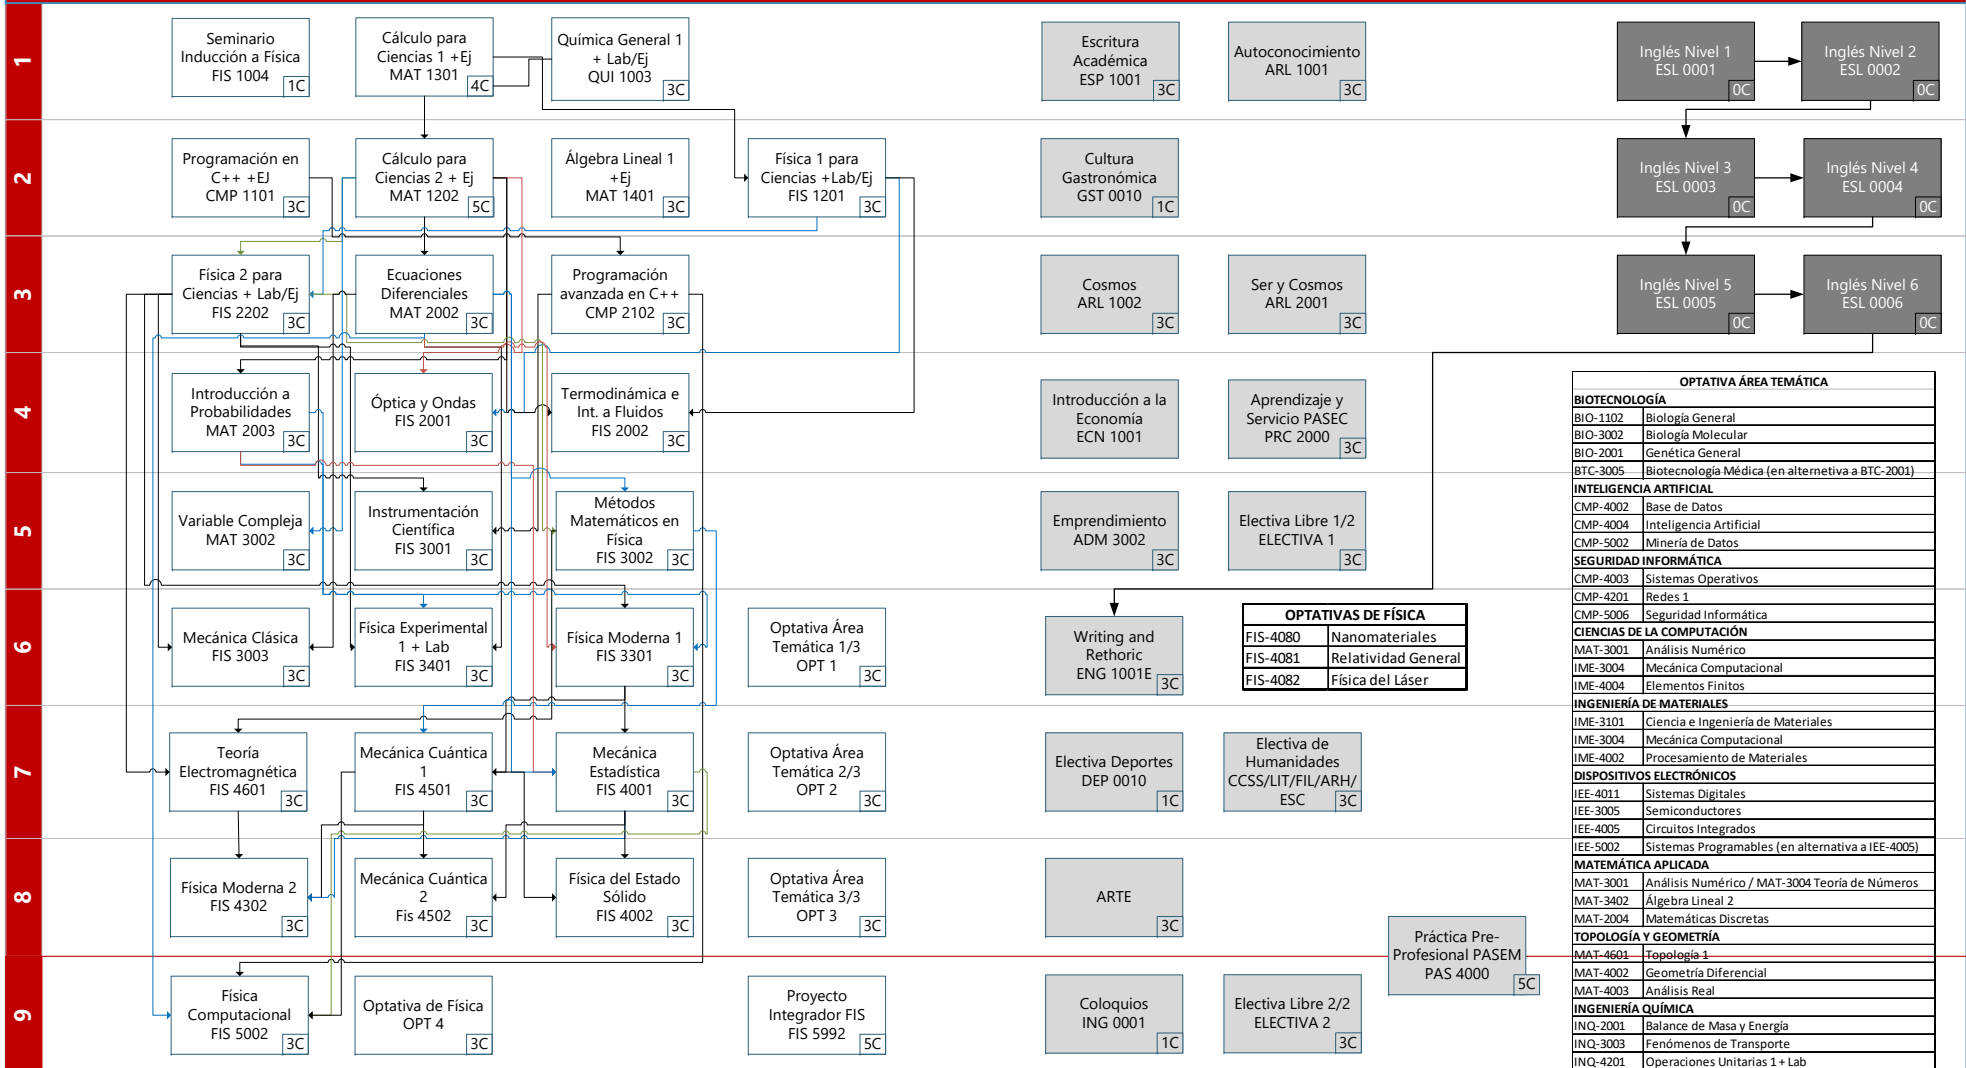 1
Seminario
Inducción a Física
FIS 1004
1C
Cálculo para
Ciencias 1 +Ej
MAT 1301
4C
Química General 1
+ Lab/Ej
QUI 1003
3C
Escritura
Académica
ESP 1001
3C
Autoconocimiento
ARL 1001
3C
Inglés Nivel 1
ESL 0001
0C
Inglés Nivel 2
ESL 0002
0C
2
Programación en
C++ +EJ
CMP 1101
3C
Cálculo para
Ciencias 2 + Ej
MAT 1202
5C
Álgebra Lineal 1
+Ej
MAT 1401
3C
Física 1 para
Ciencias +Lab/Ej
FIS 1201
3C
Cultura
Gastronómica
GST 0010
1C
Inglés Nivel 3
ESL 0003
0C
Inglés Nivel 4
ESL 0004
0C
3
Física 2 para
Ciencias + Lab/Ej
FIS 2202
3C
Ecuaciones
Diferenciales
MAT 2002
3C
Programación
avanzada en C++
CMP 2102
3C
Cosmos
ARL 1002
3C
Ser y Cosmos
ARL 2001
3C
Inglés Nivel 5
ESL 0005
0C
Inglés Nivel 6
ESL 0006
0C
4
Introducción a
Probabilidades
MAT 2003
3C
Óptica y Ondas
FIS 2001
3C
Termodinámica e
Int. a Fluidos
FIS 2002
3C
Introducción a la
Economía
ECN 1001
Aprendizaje y
Servicio PASEC
PRC 2000
3C
5
Variable Compleja
MAT 3002
3C
Instrumentación
Científica
FIS 3001
3C
Métodos
Matemáticos en
Física
FIS 3002
3C
Emprendimiento
ADM 3002
3C
Electiva Libre 1/2
ELECTIVA 1
3C
6
Mecánica Clásica
FIS 3003
3C
Física Experimental
1 + Lab
FIS 3401
3C
Física Moderna 1
FIS 3301
3C
Optativa Área
Temática 1/3
OPT 1
3C
Writing and
Rethoric
ENG 1001E
3C
OPTATIVAS DE FÍSICA
FIS-4080 Nanomateriales
FIS-4081 Relatividad General
FIS-4082 Física del Láser
7
Teoría
Electromagnética
FIS 4601
3C
Mecánica Cuántica
1
FIS 4501
3C
Mecánica
Estadística
FIS 4001
3C
Optativa Área
Temática 2/3
OPT 2
3C
Electiva Deportes
DEP 0010
1C
Electiva de
Humanidades
CCSS/LIT/FIL/ARH/
ESC
3C
8
Física Moderna 2
FIS 4302
3C
Mecánica Cuántica
2
Fis 4502
3C
Física del Estado
Sólido
FIS 4002
3C
Optativa Área
Temática 3/3
OPT 3
3C
ARTE
3C
Práctica Pre-
Profesional PASEM
PAS 4000
5C
9
Física
Computacional
FIS 5002
3C
Optativa de Física
OPT 4
3C
Proyecto
Integrador FIS
FIS 5992
5C
Coloquios
ING 0001
1C
Electiva Libre 2/2
ELECTIVA 2
3C
OPTATIVA ÁREA TEMÁTICA
BIOTECNOLOGÍA
BIO-1102 Biología General
BIO-3002 Biología Molecular
BIO-2001 Genética General
BTC-3005 Biotecnología Médica (en alternetiva a BTC-2001)
INTELIGENCIA ARTIFICIAL
CMP-4002 Base de Datos
CMP-4004 Inteligencia Artificial
CMP-5002 Minería de Datos
SEGURIDAD INFORMÁTICA
CMP-4003 Sistemas Operativos
CMP-4201 Redes 1
CMP-5006 Seguridad Informática
CIENCIAS DE LA COMPUTACIÓN
MAT-3001 Análisis Numérico
IME-3004 Mecánica Computacional
IME-4004 Elementos Finitos
INGENIERÍA DE MATERIALES
IME-3101 Ciencia e Ingeniería de Materiales
IME-3004 Mecánica Computacional
IME-4002 Procesamiento de Materiales
DISPOSITIVOS ELECTRÓNICOS
IEE-4011 Sistemas Digitales
IEE-3005 Semiconductores
IEE-4005 Circuitos Integrados
IEE-5002 Sistemas Programables (en alternativa a IEE-4005)
MATEMÁTICA APLICADA
MAT-3001 Análisis Numérico / MAT-3004 Teoría de Números
MAT-3402 Álgebra Lineal 2
MAT-2004 Matemáticas Discretas
TOPOLOGÍA Y GEOMETRÍA
MAT-4601 Topología 1
MAT-4002 Geometría Diferencial
MAT-4003 Análisis Real
INGENIERÍA QUÍMICA
INQ-2001 Balance de Masa y Energía
INQ-3003 Fenómenos de Transporte
INQ-4201 Operaciones Unitarias 1 + Lab